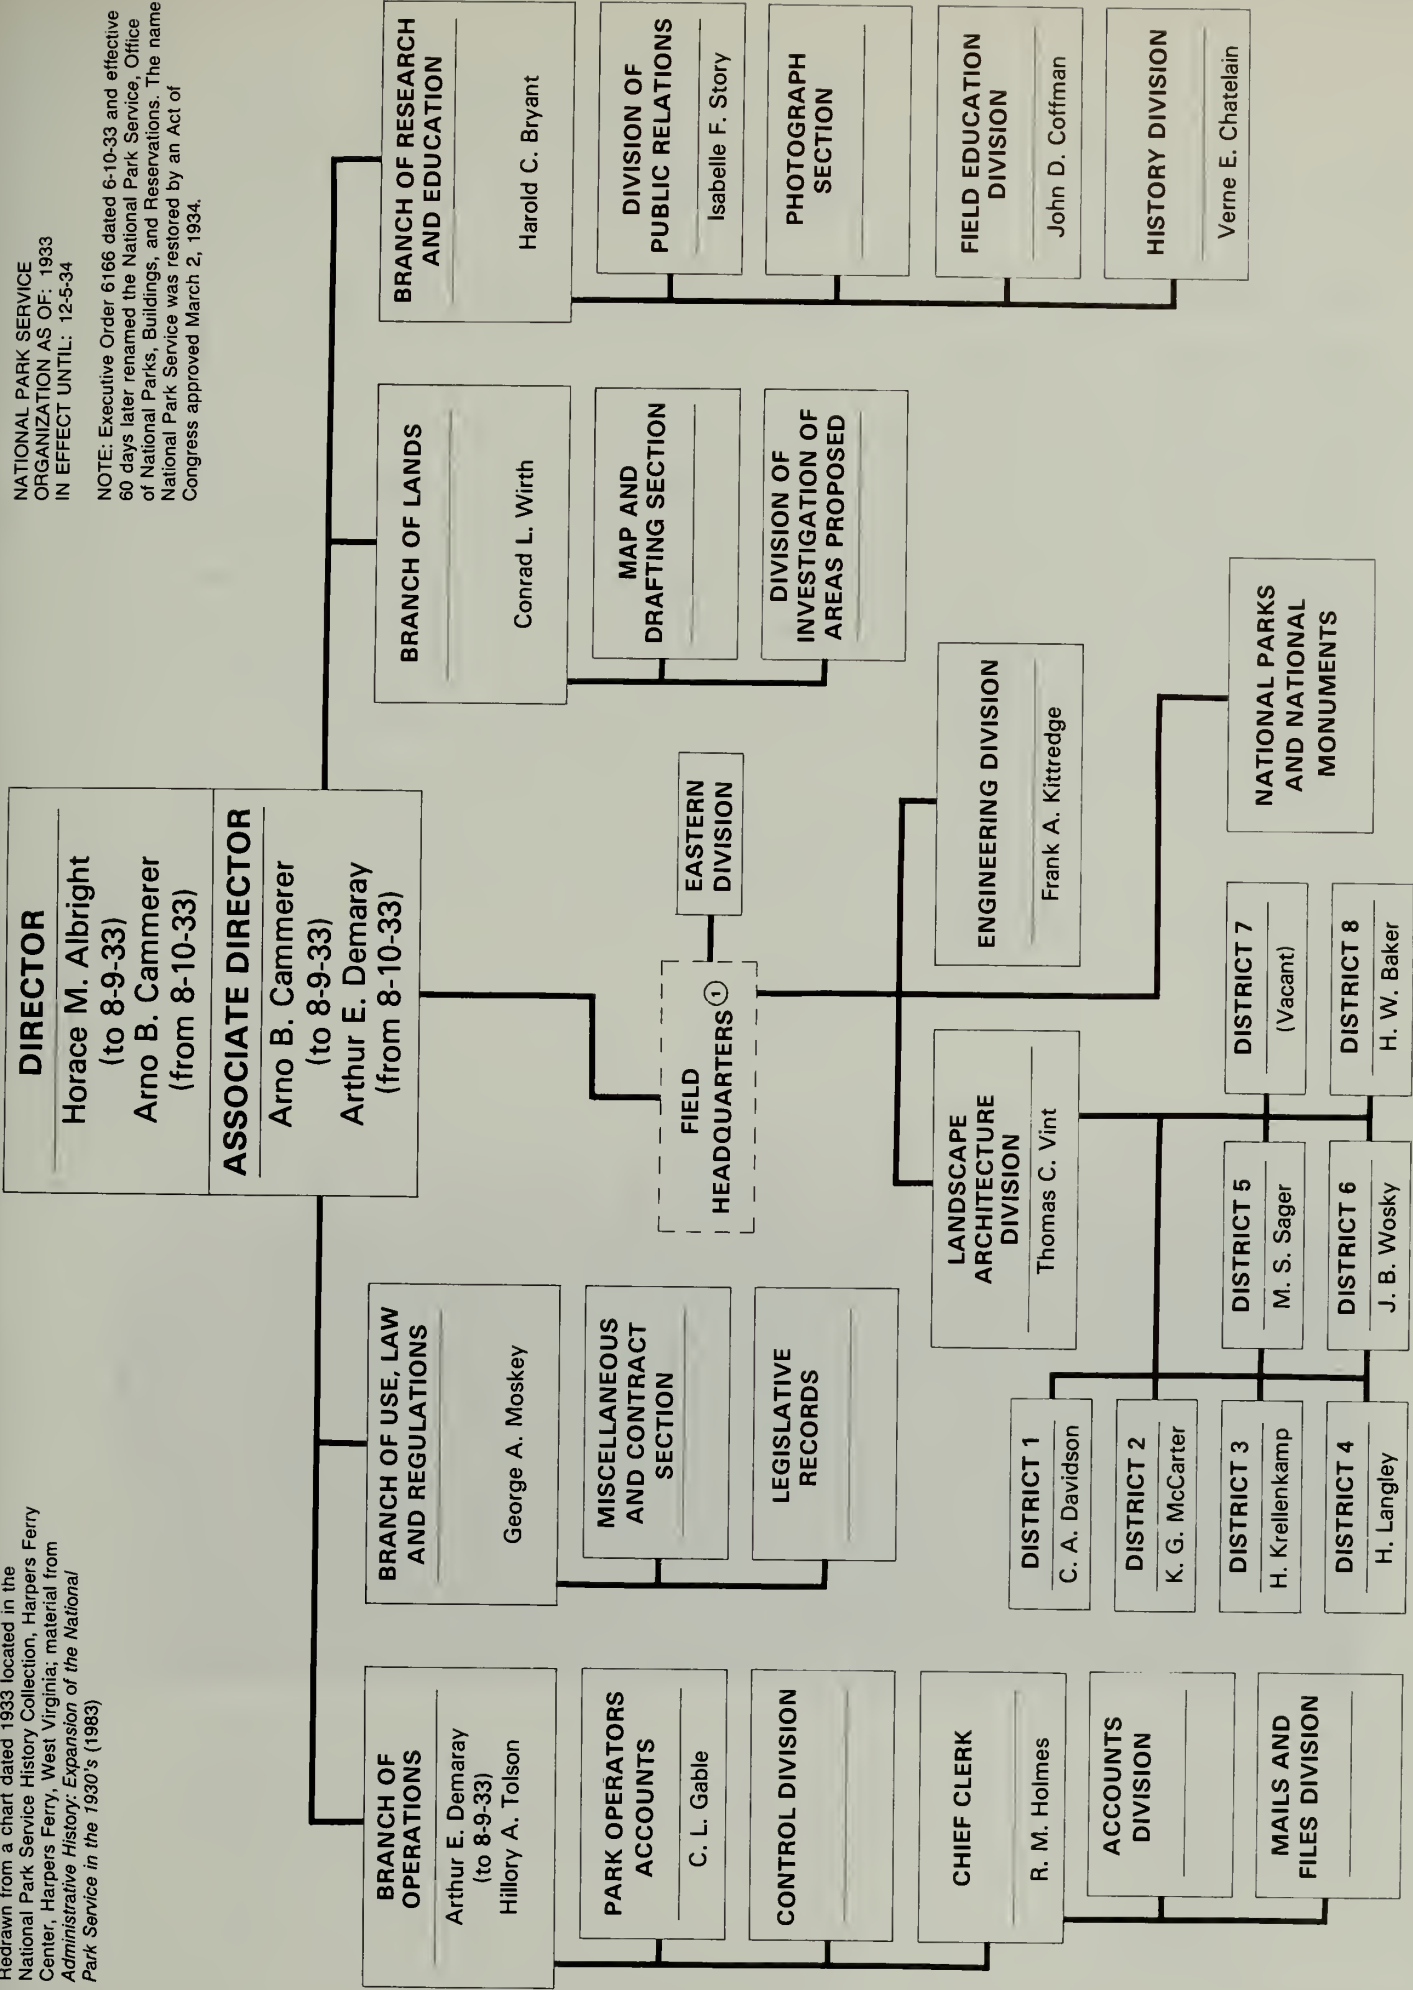 Redrawn from a chart dated 1933 located in the
National Park Service History Collection, Harpers Ferry
Center, Harpers Ferry, West Virginia; material from
Administrative History: Expansion of the National
Park Service in the 1930's (1983)
NATIONAL PARK SERVICE
ORGANIZATION AS OF: 1933
IN EFFECT UNTIL: 12-5-34
NOTE: Executive Order 6166 dated 6-10-33 and effective
60 days later renamed the National Park Service, Office
of National Parks, Buildings, and Reservations. The name
National Park Service was restored by an Act of
Congress approved March 2, 1934.
DIRECTOR
Horace M. Albright
(to 8-9-33)
Arno B. Cammerer
(from 8-10-33)
ASSOCIATE DIRECTOR
Arno B. Cammerer
(to 8-9-33)
Arthur E. Demaray
(from 8-10-33)
BRANCH OF
OPERATIONS
Arthur E. Demaray
(to 8-9-33)
Hillory A. Tolson
PARK OPERATORS
ACCOUNTS
C. L. Gable
CONTROL DIVISION
CHIEF CLERK
R. M. Holmes
ACCOUNTS
DIVISION
MAILS AND
FILES DIVISION
BRANCH OF USE, LAW
AND REGULATIONS
George A. Moskey
MISCELLANEOUS
AND CONTRACT
SECTION
LEGISLATIVE
RECORDS
FIELD
HEADQUARTERS ①
EASTERN
DIVISION
LANDSCAPE
ARCHITECTURE
DIVISION
Thomas C. Vint
DISTRICT 1
C. A. Davidson
DISTRICT 2
K. G. McCarter
DISTRICT 3
H. Krellenkamp
DISTRICT 4
H. Langley
DISTRICT 5
M. S. Sager
DISTRICT 6
J. B. Wosky
DISTRICT 7
(Vacant)
DISTRICT 8
H. W. Baker
ENGINEERING DIVISION
Frank A. Kittredge
NATIONAL PARKS
AND NATIONAL
MONUMENTS
BRANCH OF LANDS
Conrad L. Wirth
MAP AND
DRAFTING SECTION
DIVISION OF
INVESTIGATION OF
AREAS PROPOSED
BRANCH OF RESEARCH
AND EDUCATION
Harold C. Bryant
DIVISION OF
PUBLIC RELATIONS
Isabelle F. Story
PHOTOGRAPH
SECTION
FIELD EDUCATION
DIVISION
John D. Coffman
HISTORY DIVISION
Verne E. Chatelain